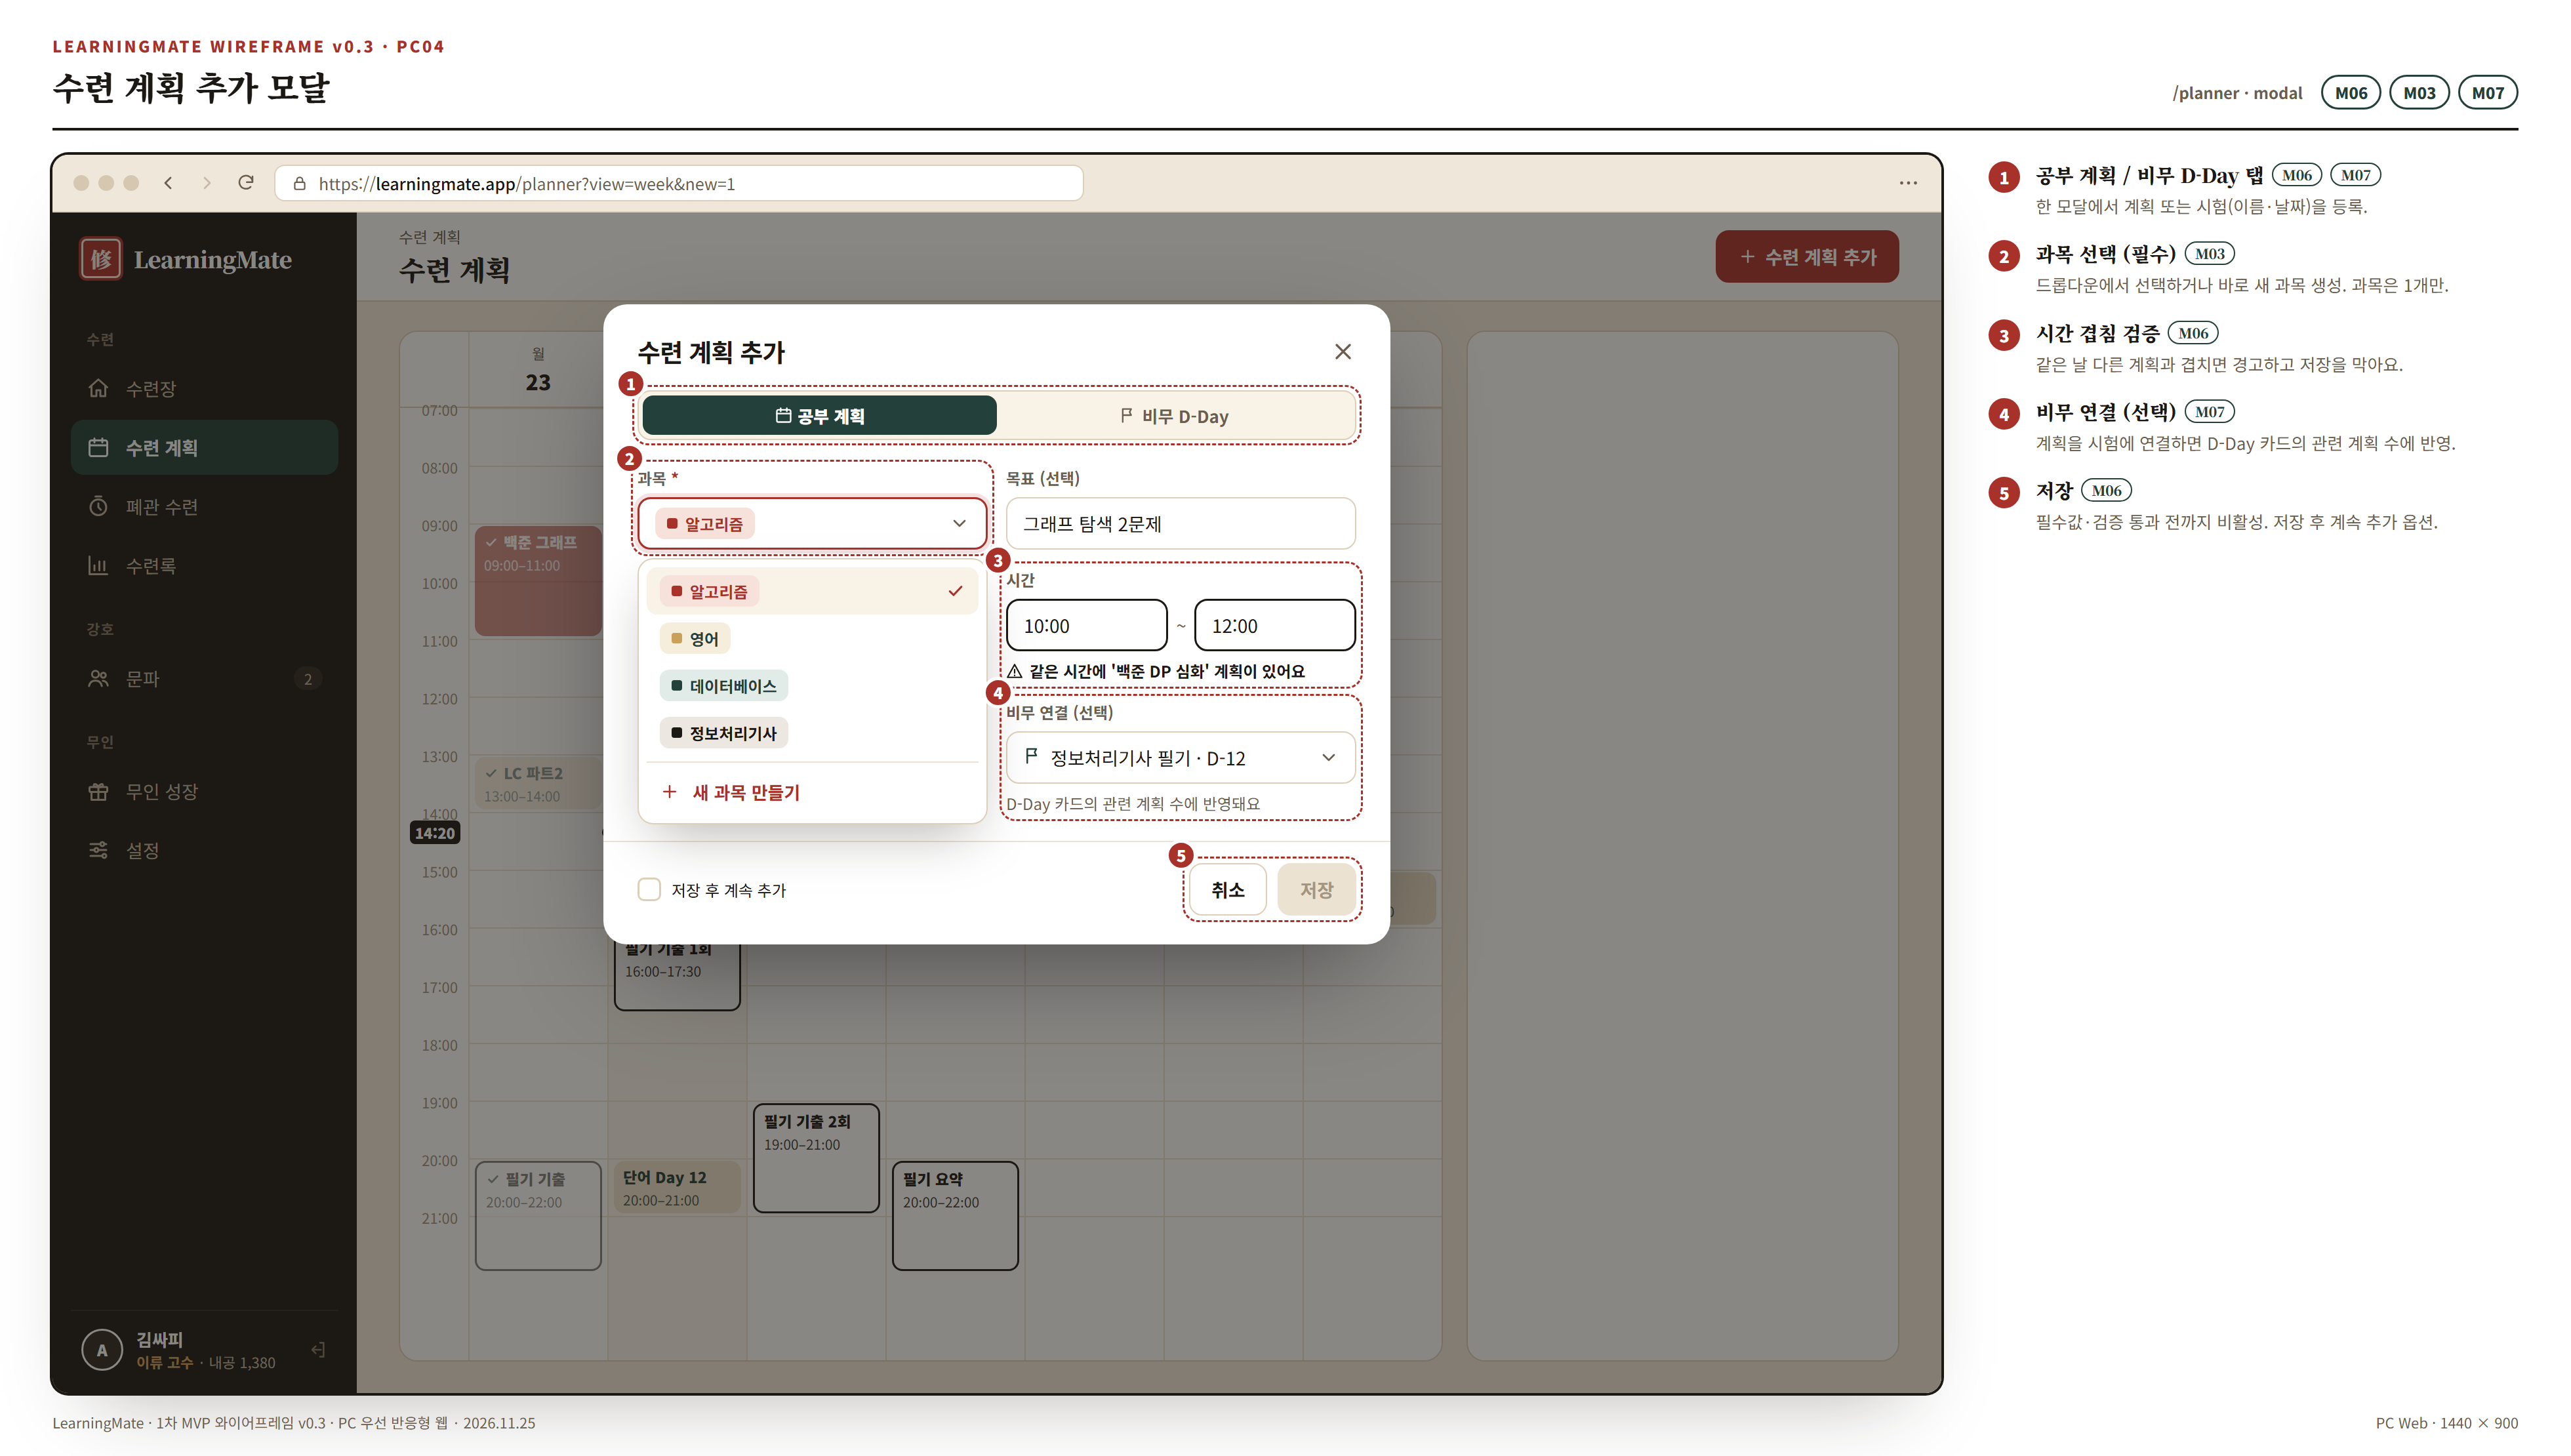 LEARNINGMATE WIREFRAME v0.3 · PC04
수련 계획 추가 모달
/planner · modal M06 M03 M07
https://learningmate.app/planner?view=week&new=1
修 LearningMate
수련
수련장
수련 계획
폐관 수련
수련록
강호
문파 2
무인
무인 성장
설정
A 김싸피
이류 고수 · 내공 1,380
수련 계획
수련 계획
+ 수련 계획 추가
월
23
07:00
08:00
09:00
10:00
11:00
12:00
13:00
14:00
14:20
15:00
16:00
17:00
18:00
19:00
20:00
21:00
백준 그래프
09:00–11:00
LC 파트2
13:00–14:00
필기 기출
20:00–22:00
필기 기출 1회
16:00–17:30
단어 Day 12
20:00–21:00
필기 기출 2회
19:00–21:00
필기 요약
20:00–22:00
수련 계획 추가
1
공부 계획
비무 D-Day
2
과목 *
알고리즘
알고리즘
영어
데이터베이스
정보처리기사
+ 새 과목 만들기
목표 (선택)
그래프 탐색 2문제
3
시간
10:00 ~ 12:00
같은 시간에 '백준 DP 심화' 계획이 있어요
4
비무 연결 (선택)
정보처리기사 필기 · D-12
D-Day 카드의 관련 계획 수에 반영돼요
저장 후 계속 추가
5
취소
저장
1 공부 계획 / 비무 D-Day 탭 M06 M07
한 모달에서 계획 또는 시험(이름·날짜)을 등록.
2 과목 선택 (필수) M03
드롭다운에서 선택하거나 바로 새 과목 생성. 과목은 1개만.
3 시간 겹침 검증 M06
같은 날 다른 계획과 겹치면 경고하고 저장을 막아요.
4 비무 연결 (선택) M07
계획을 시험에 연결하면 D-Day 카드의 관련 계획 수에 반영.
5 저장 M06
필수값·검증 통과 전까지 비활성. 저장 후 계속 추가 옵션.
LearningMate · 1차 MVP 와이어프레임 v0.3 · PC 우선 반응형 웹 · 2026.11.25
PC Web · 1440 × 900